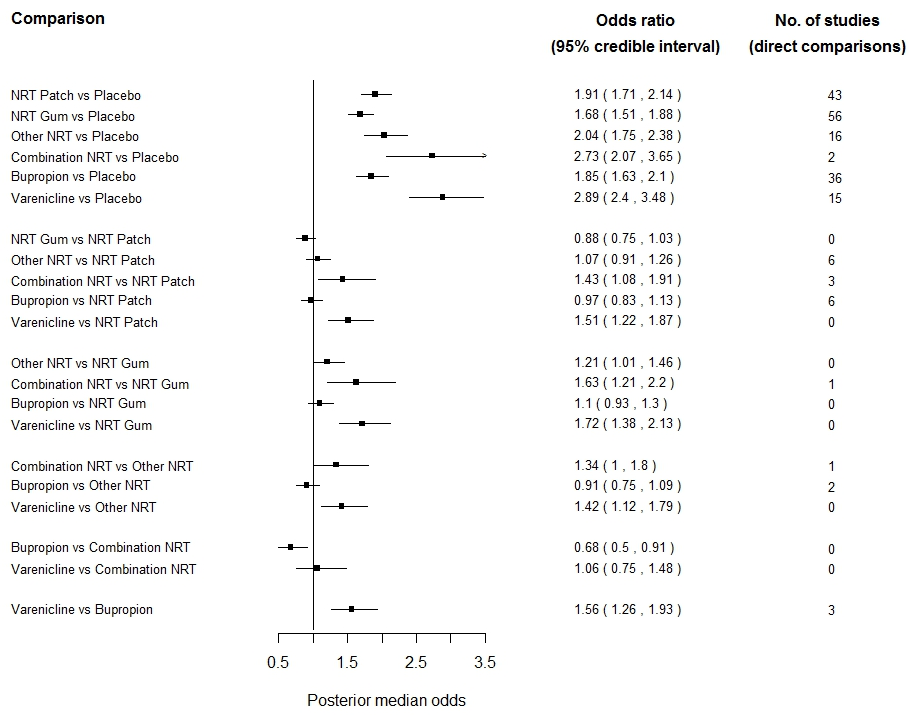 Comparison Odds ratio No. of studies
(95% credible interval) (direct comparisons)
NRT Patch vs Placebo 1.91 ( 1.71 , 2.14 ) 43
NRT Gum vs Placebo 1.68 ( 1.51 , 1.88 ) 56
Other NRT vs Placebo 2.04 ( 1.75 , 2.38 ) 16
Combination NRT vs Placebo 2.73 ( 2.07 , 3.65 ) 2
Bupropion vs Placebo 1.85 ( 1.63 , 2.1 ) 36
Varenicline vs Placebo 2.89 ( 2.4 , 3.48 ) 15
NRT Gum vs NRT Patch 0.88 ( 0.75 , 1.03 ) 0
Other NRT vs NRT Patch 1.07 ( 0.91 , 1.26 ) 6
Combination NRT vs NRT Patch 1.43 ( 1.08 , 1.91 ) 3
Bupropion vs NRT Patch 0.97 ( 0.83 , 1.13 ) 6
Varenicline vs NRT Patch 1.51 ( 1.22 , 1.87 ) 0
Other NRT vs NRT Gum 1.21 ( 1.01 , 1.46 ) 0
Combination NRT vs NRT Gum 1.63 ( 1.21 , 2.2 ) 1
Bupropion vs NRT Gum 1.1 ( 0.93 , 1.3 ) 0
Varenicline vs NRT Gum 1.72 ( 1.38 , 2.13 ) 0
Combination NRT vs Other NRT 1.34 ( 1 , 1.8 ) 1
Bupropion vs Other NRT 0.91 ( 0.75 , 1.09 ) 2
Varenicline vs Other NRT 1.42 ( 1.12 , 1.79 ) 0
Bupropion vs Combination NRT 0.68 ( 0.5 , 0.91 ) 0
Varenicline vs Combination NRT 1.06 ( 0.75 , 1.48 ) 0
Varenicline vs Bupropion 1.56 ( 1.26 , 1.93 ) 3
0.5 1.5 2.5 3.5
Posterior median odds